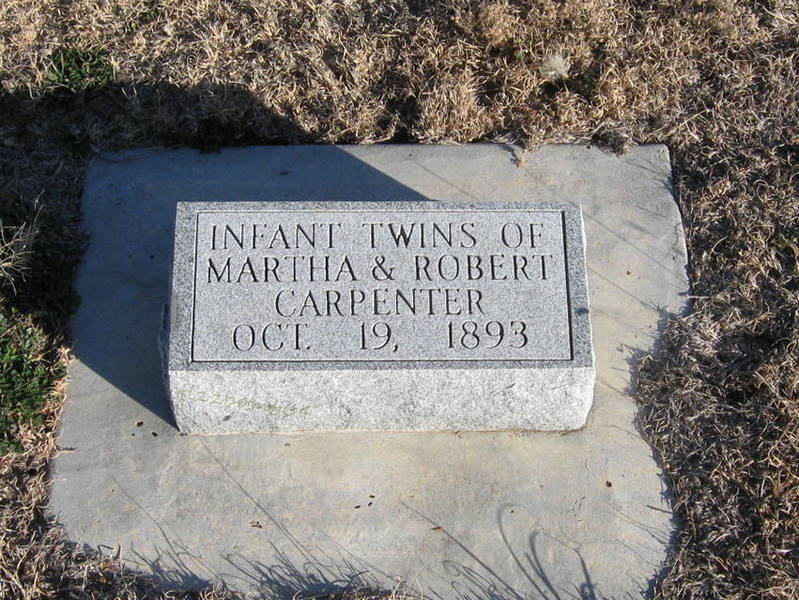 INFANT TWINS OF
MARTHA & ROBERT
CARPENTER
OCT. 19, 1893